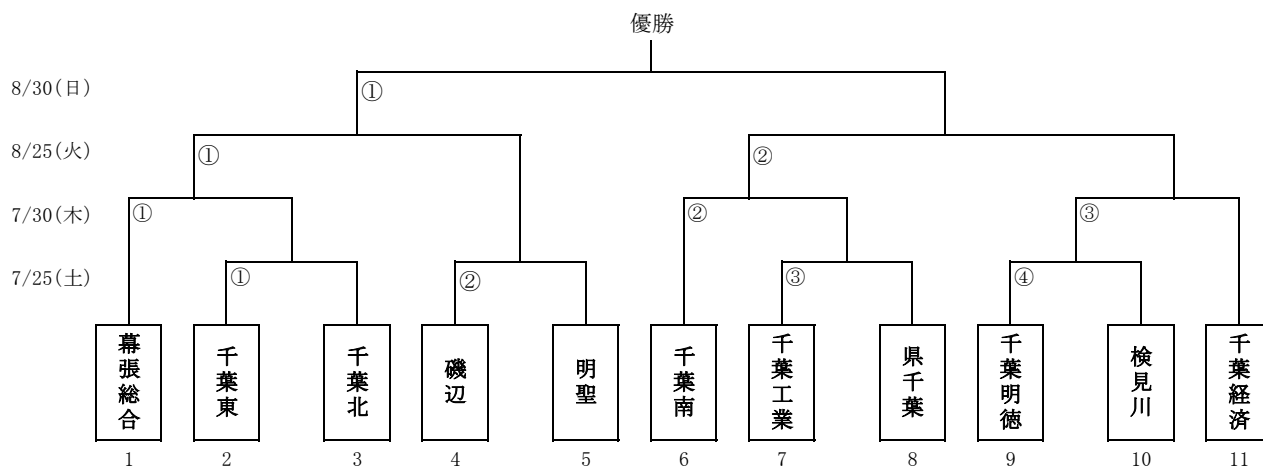 優勝
8/30(日)
①
8/25(火)
①
②
7/30(木)
①
②
③
7/25(土)
①
②
③
④
幕張総合
千葉東
千葉北
磯辺
明聖
千葉南
千葉工業
県千葉
千葉明徳
検見川
千葉経済
1 2 3 4 5 6 7 8 9 10 11